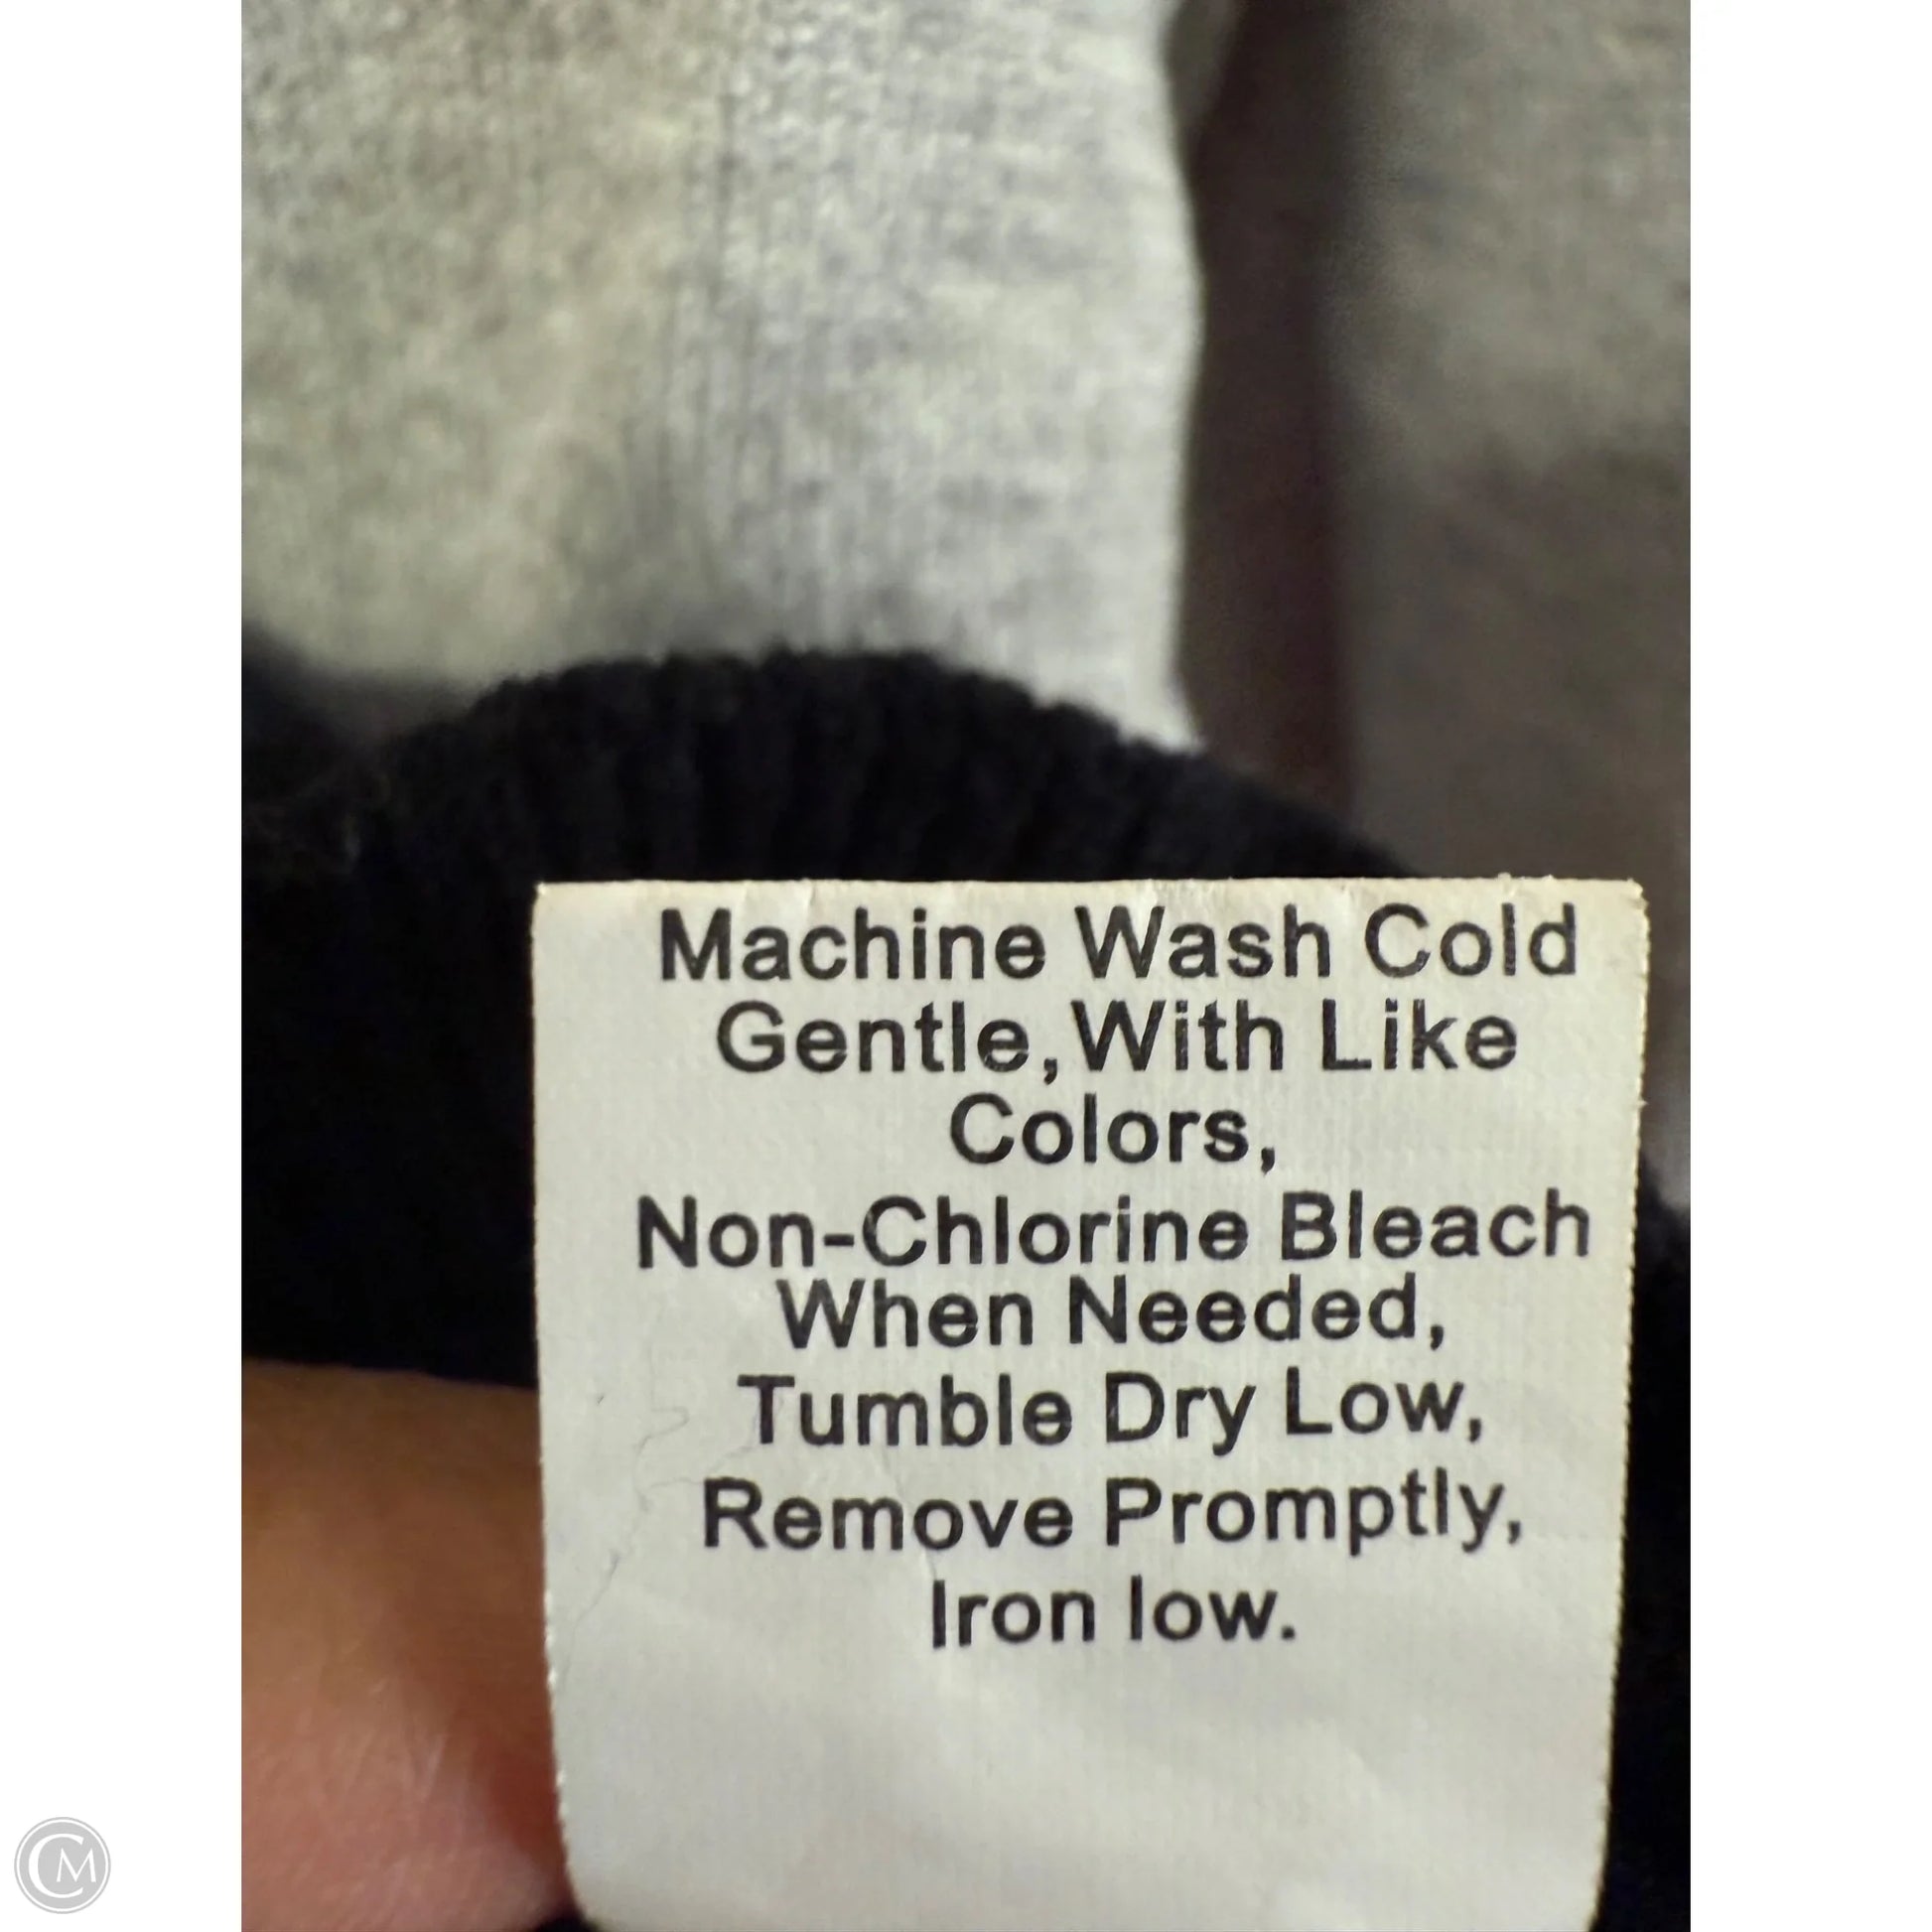 Machine Wash Cold
Gentle,With Like
Colors,
Non-Chlorine Bleach
When Needed,
Tumble Dry Low,
Remove Promptly,
Iron low.
CM